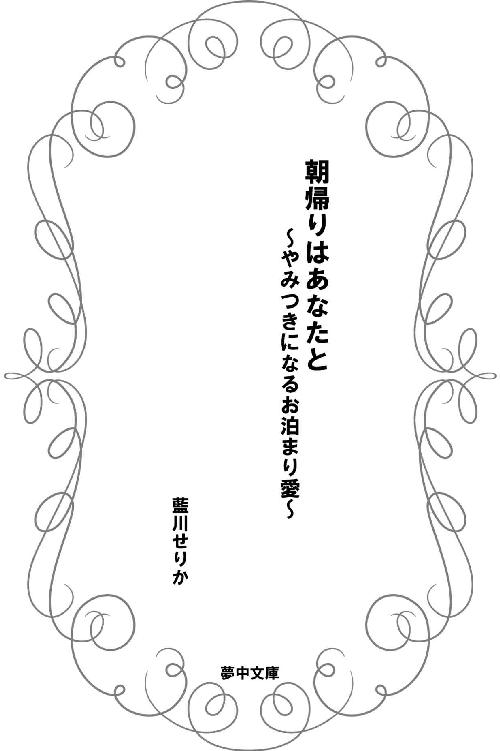 朝帰りはあなたと
～やみつきになるお泊まり愛～
藍川せりか
夢中文庫